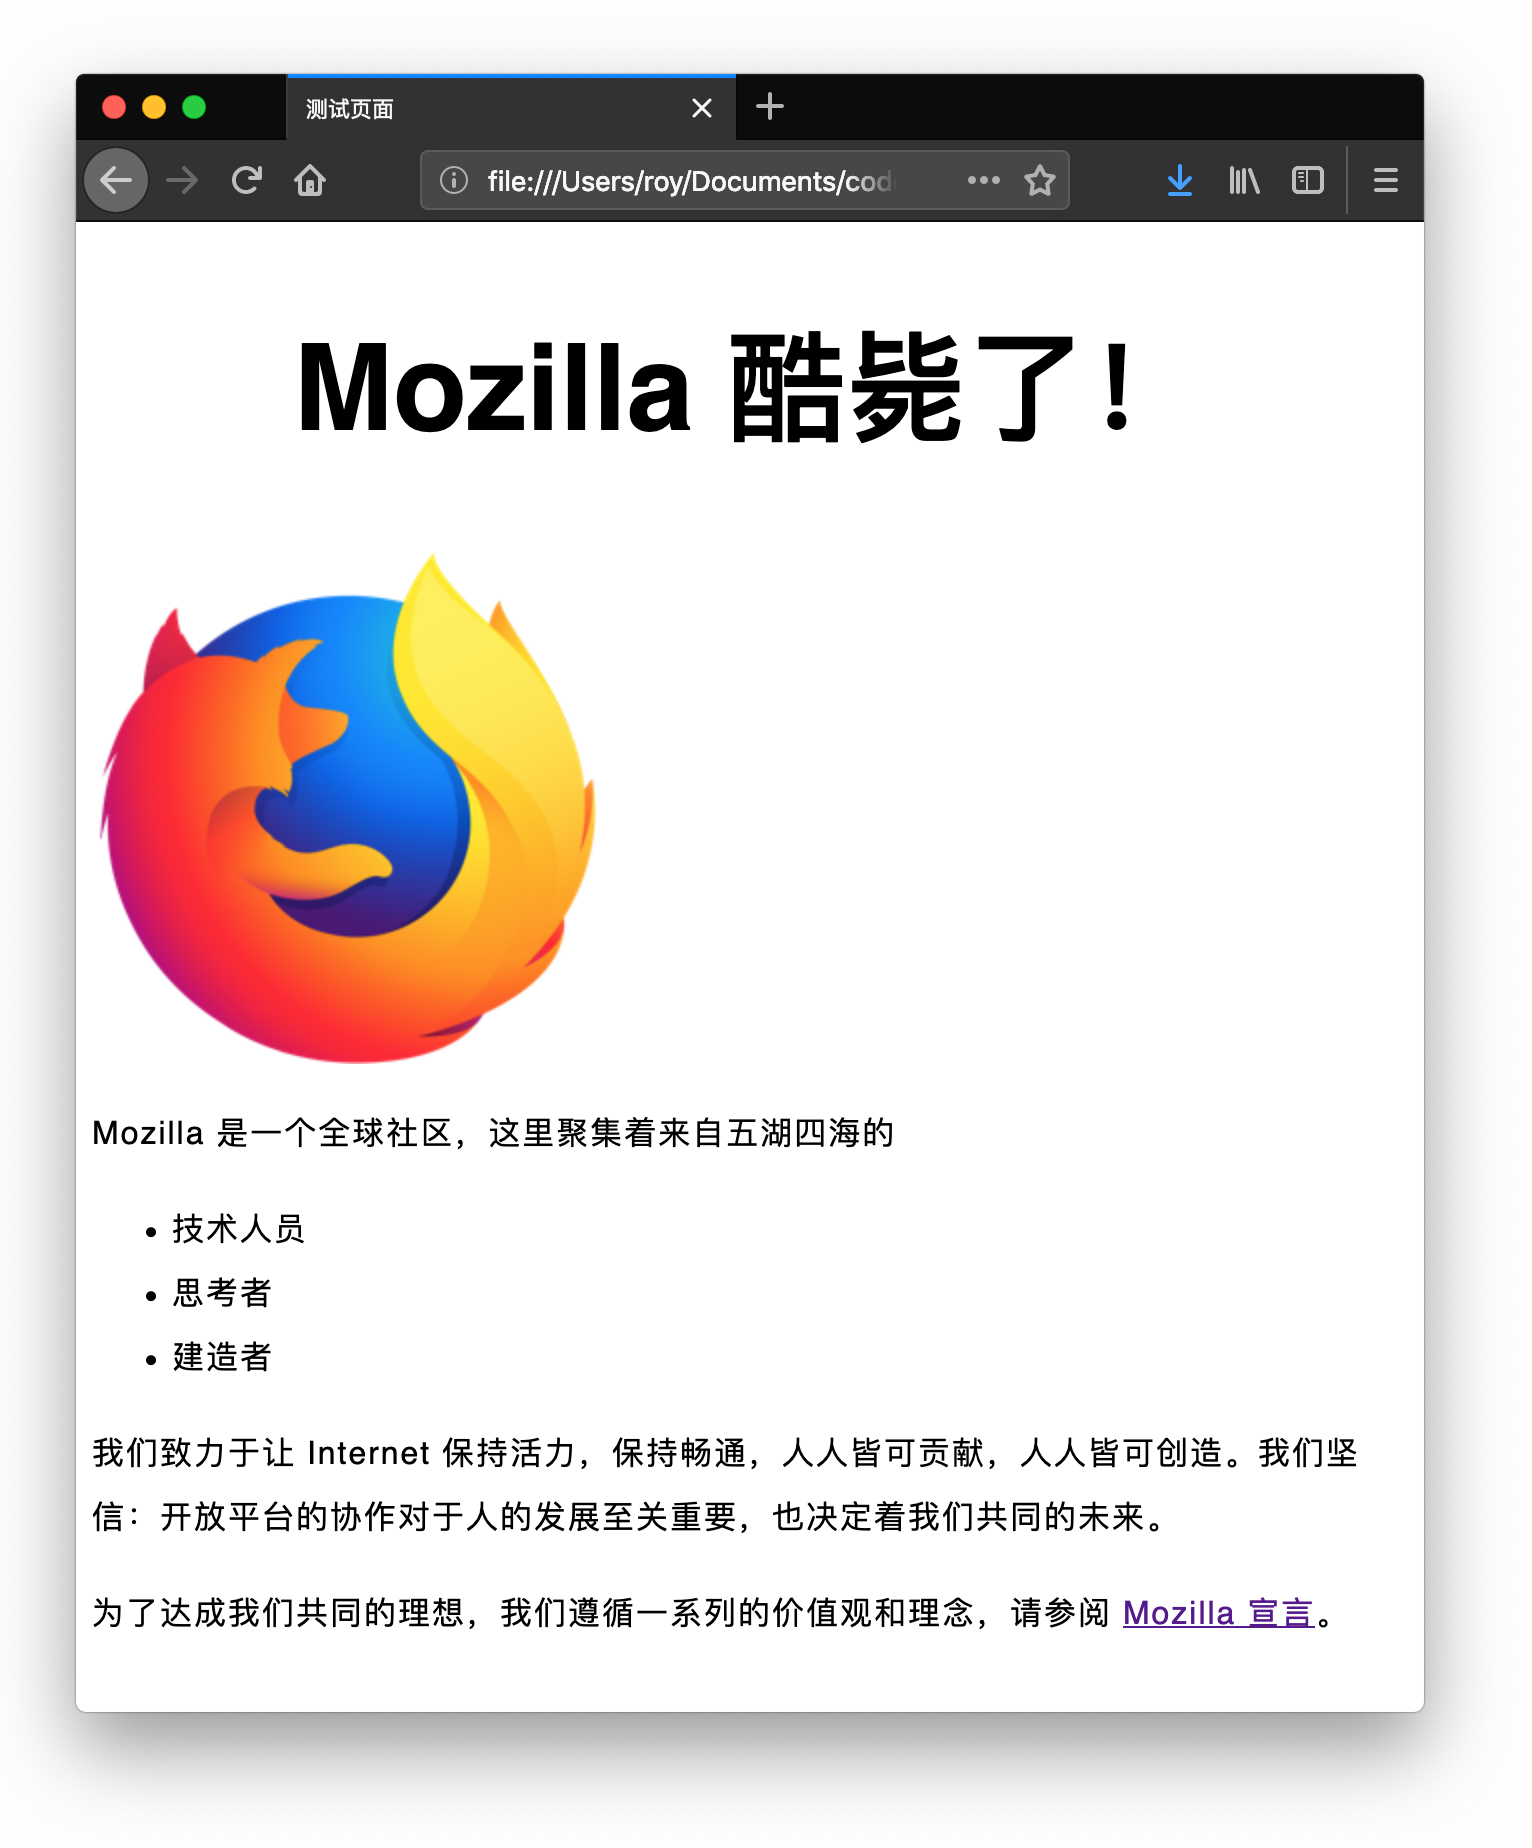 测试页面
file:///Users/roy/Documents/cod
Mozilla 酷毙了！
Mozilla 是一个全球社区，这里聚集着来自五湖四海的
• 技术人员
• 思考者
• 建造者
我们致力于让 Internet 保持活力，保持畅通，人人皆可贡献，人人皆可创造。我们坚
信：开放平台的协作对于人的发展至关重要，也决定着我们共同的未来。
为了达成我们共同的理想，我们遵循一系列的价值观和理念，请参阅 Mozilla 宣言。